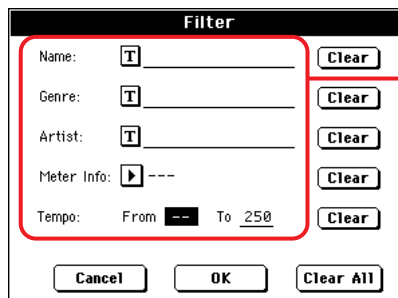 Filter
Name: T Clear
Genre: T Clear
Artist: T Clear
Meter Info: --- Clear
Tempo: From -- To 250 Clear
Cancel OK Clear All